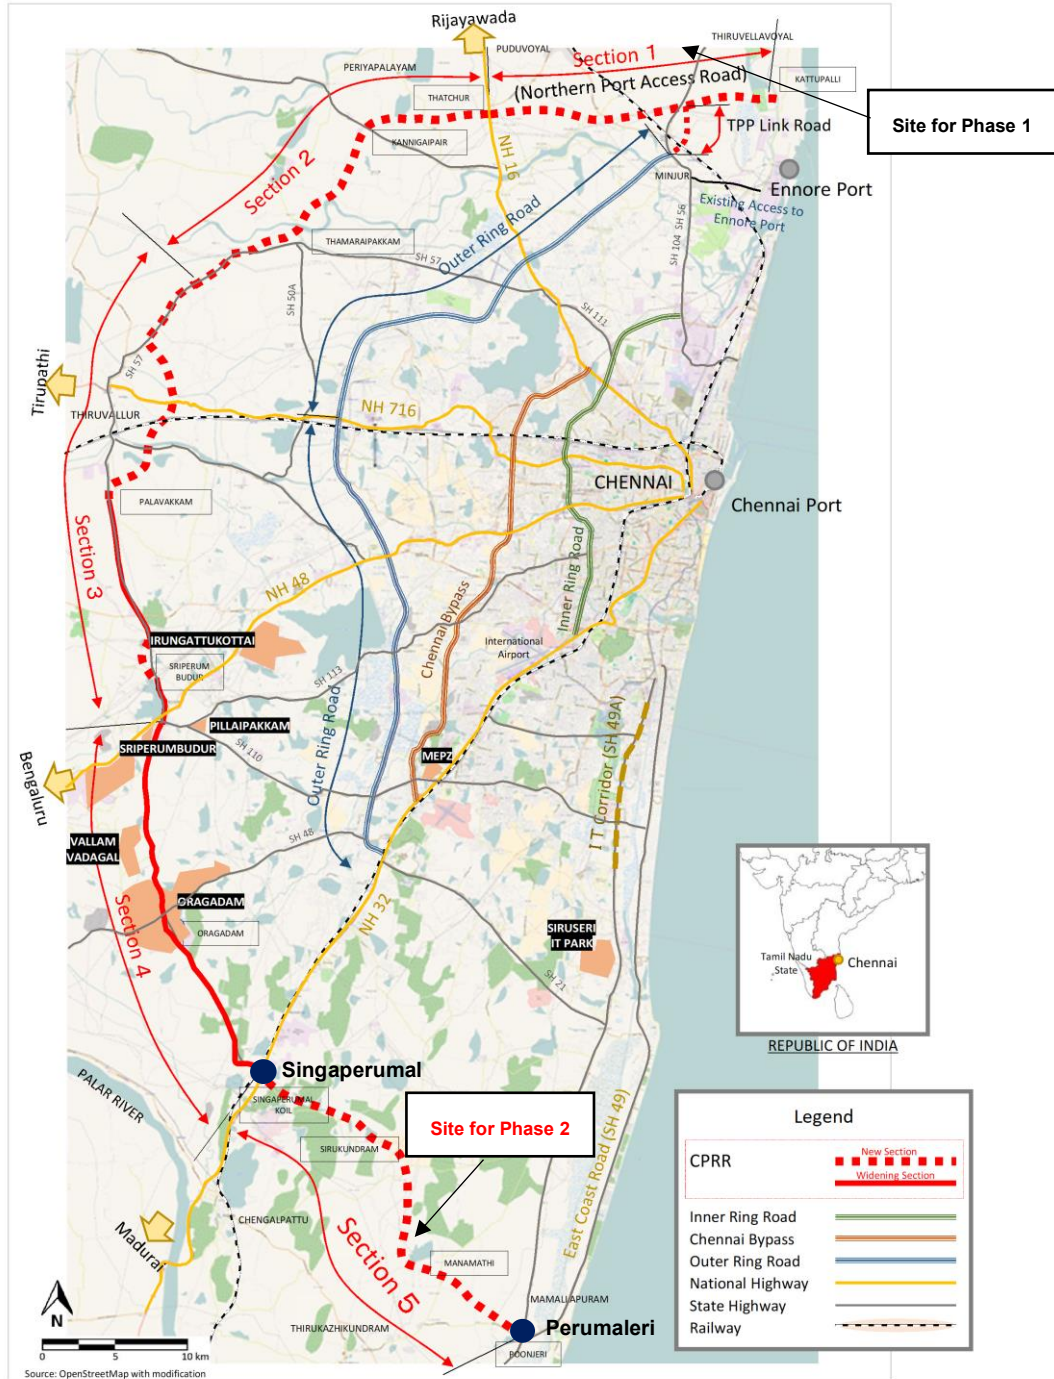 Rijayawada
THIRUVELLAVOYAL
PUDUVOYAL
Section 1
PERIYAPALAYAM
KATTUPALLI
(Northern Port Access Road)
THATCHUR
Site for Phase 1
TPP Link Road
KANNIGAIPAIR
NH 16
Section 2
MINJUR
Ennore Port
Existing Access to
Ennore Port
Outer Ring Road
THAMARAIPAKKAM
SH 57
SH 104
SH 56
SH 50A
SH 111
Tirupathi
SH 57
THIRUVALLUR
NH 716
CHENNAI
PALAVAKKAM
Chennai Port
Section 3
Inner Ring Road
NH 48
Chennai Bypass
IRUNGATTUKOTTAI
International
Airport
SRIPERUM
BUDUR
SH 113
Outer Ring Road
PILLAIPAKKAM
SRIPERUMBUDUR
SH 110
MEPZ
I T Corridor (SH 49A)
Bengaluru
SH 48
VALLAM
VADAGAL
ORAGADAM
ORAGADAM
NH 32
SIRUSERI
IT PARK
Section 4
SH 21
Tamil Nadu
State
Chennai
REPUBLIC OF INDIA
Singaperumal
PALAR RIVER
SINGAPERUMAL
KOIL
Site for Phase 2
SIRUKUNDRAM
East Coast Road (SH 49)
CHENGALPATTU
Madurai
MANAMATHI
Section 5
MAMALLAPURAM
THIRUKAZHIKUNDRAM
Perumaleri
POONJERI
Legend
CPRR
New Section
Widening Section
Inner Ring Road
Chennai Bypass
Outer Ring Road
National Highway
State Highway
Railway
N
0 5 10 km
Source: OpenStreetMap with modification